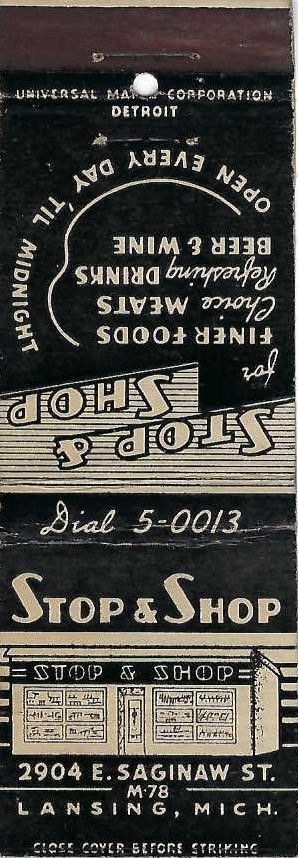 UNIVERSAL MATCH CORPORATION
DETROIT
STOP &
SHOP
for
FINER FOODS
Choice MEATS
Refreshing DRINKS
BEER & WINE
OPEN EVERY DAY 'TIL MIDNIGHT
Dial 5-0013
STOP & SHOP
STOP & SHOP
2904 E. SAGINAW ST.
M-78
LANSING, MICH.
CLOSE COVER BEFORE STRIKING